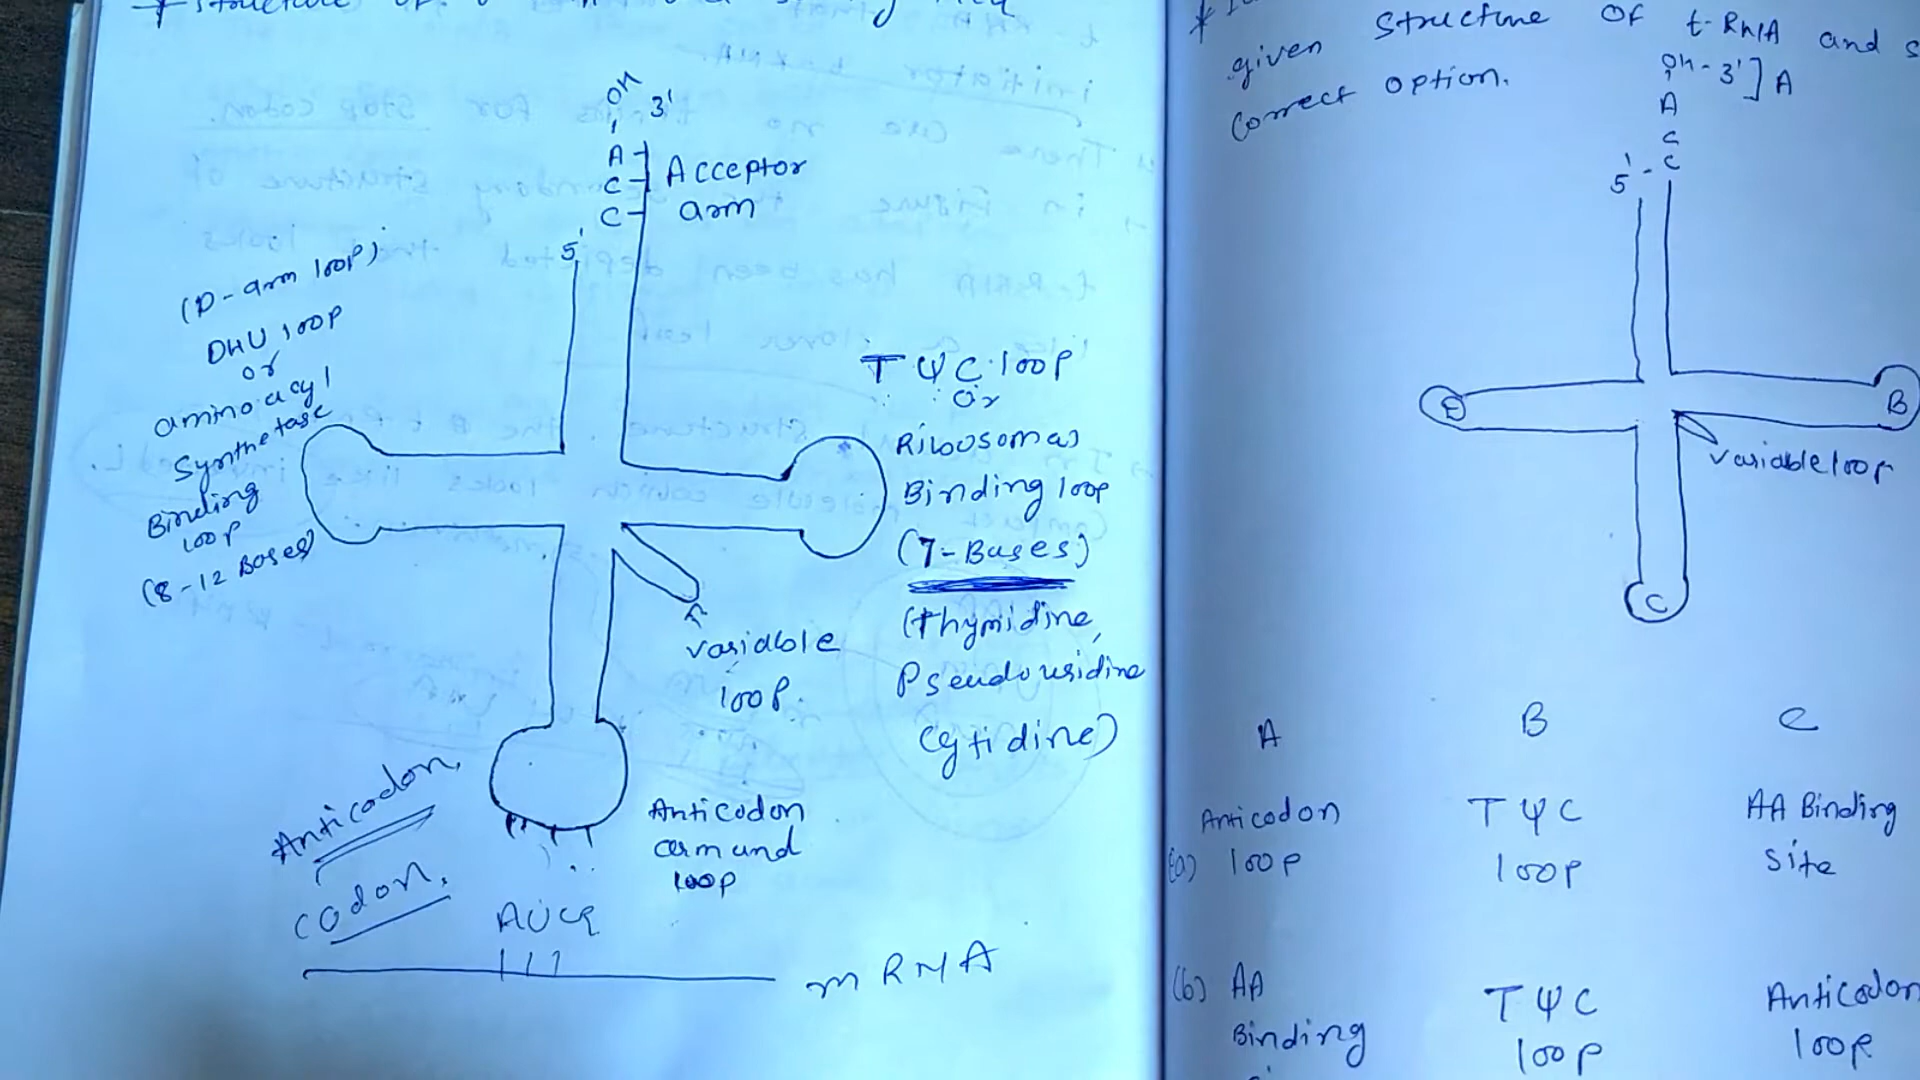 OH
3'
A
C
C
Acceptor
arm
5'
(D-arm loop)
DHU loop
or
aminoacyl
Synthetase
Binding
loop
(8-12 Bases)
TΨC loop
Or
Ribosomal
Binding loop
(7-Bases)
(Thymidine,
Pseudouridine
Cytidine)
variable
loop.
Anticodon
arm and
loop
Anticodon,
Codon,
AUG
mRNA
given Structure of t-RNA and
Correct option.
OH-3'] A
A
C
C
5'
B
variable loop
C
A B C
Anticodon TΨC AA Binding
(a) loop loop Site
(b) AA TΨC Anticodon
Binding loop loop